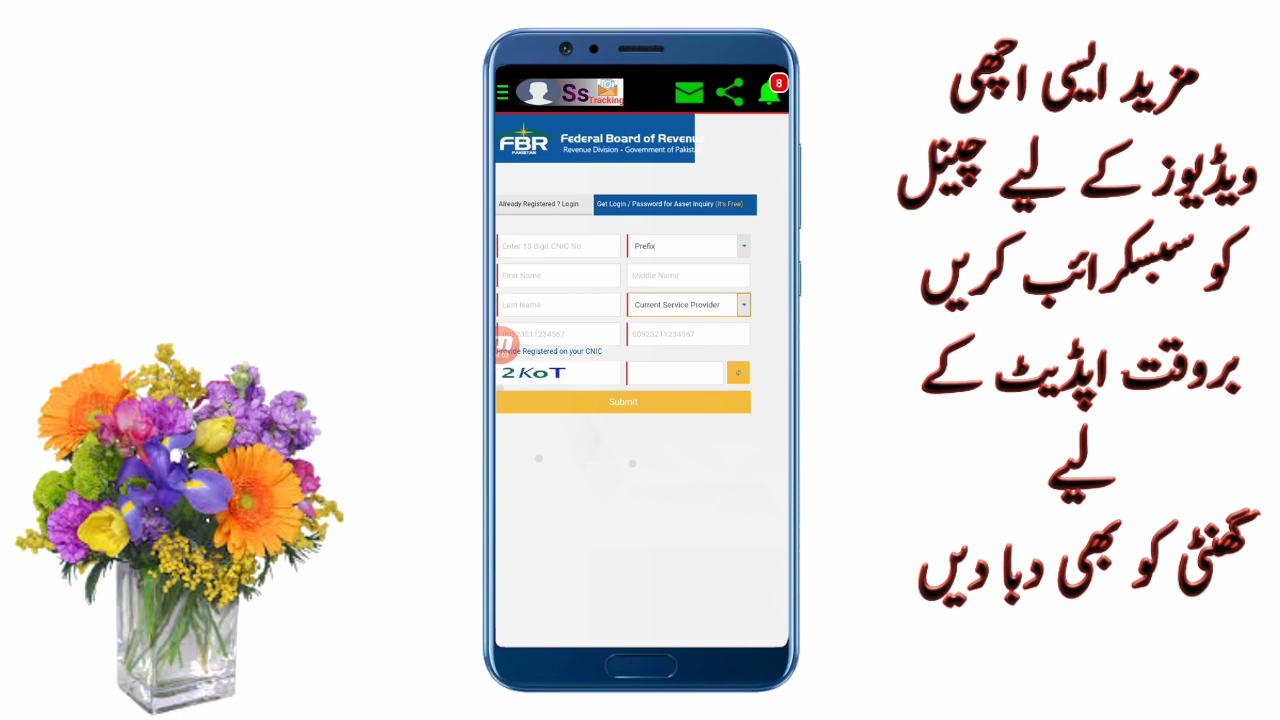 Ss
Tracking
8
FBR
PAKISTAN
Federal Board of Revenue
Revenue Division - Government of Pakist
Already Registered ? Login
Get Login / Password for Asset Inquiry (It's Free)
Enter 13 digit CNIC No.
Prefix
First Name
Middle Name
Last Name
Current Service Provider
23211234567
00923211234567
ovide Registered on your CNIC
2KoT
Submit
مزید ایسی اچھی
ویڈیوز کے لیے چینل
کو سبسکرائب کریں
بروقت اپڈیٹ کے
لیے
گھنٹی کو بھی دبا دیں